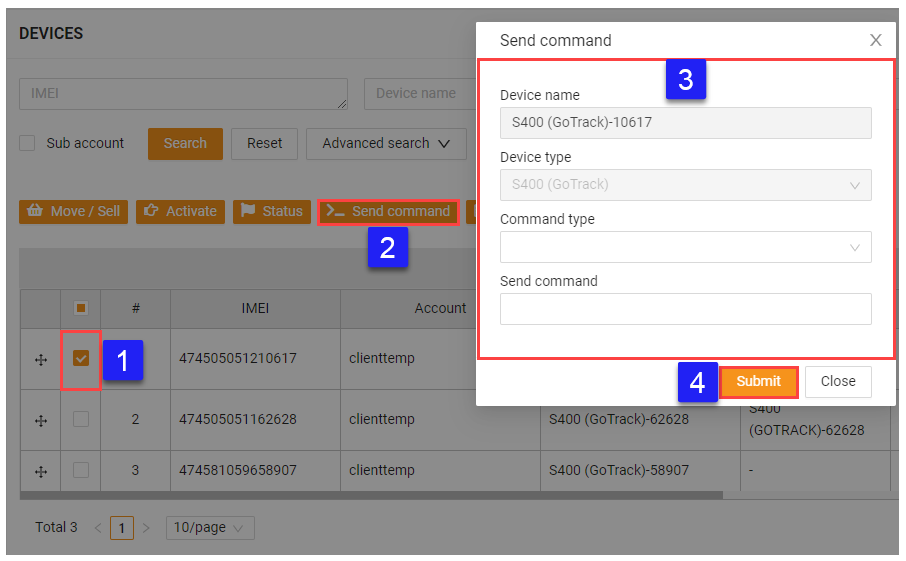 DEVICES
IMEI
Device name
Sub account
Search
Reset
Advanced search
Move / Sell
Activate
Status
Send command
2
# IMEI Account
1
474505051210617 clienttemp
2 474505051162628 clienttemp S400 (GoTrack)-62628 S400
(GOTRACK)-62628
3 474581059658907 clienttemp S400 (GoTrack)-58907 -
Total 3 < 1 > 10/page
Send command X
3
Device name
S400 (GoTrack)-10617
Device type
S400 (GoTrack)
Command type
Send command
4
Submit
Close